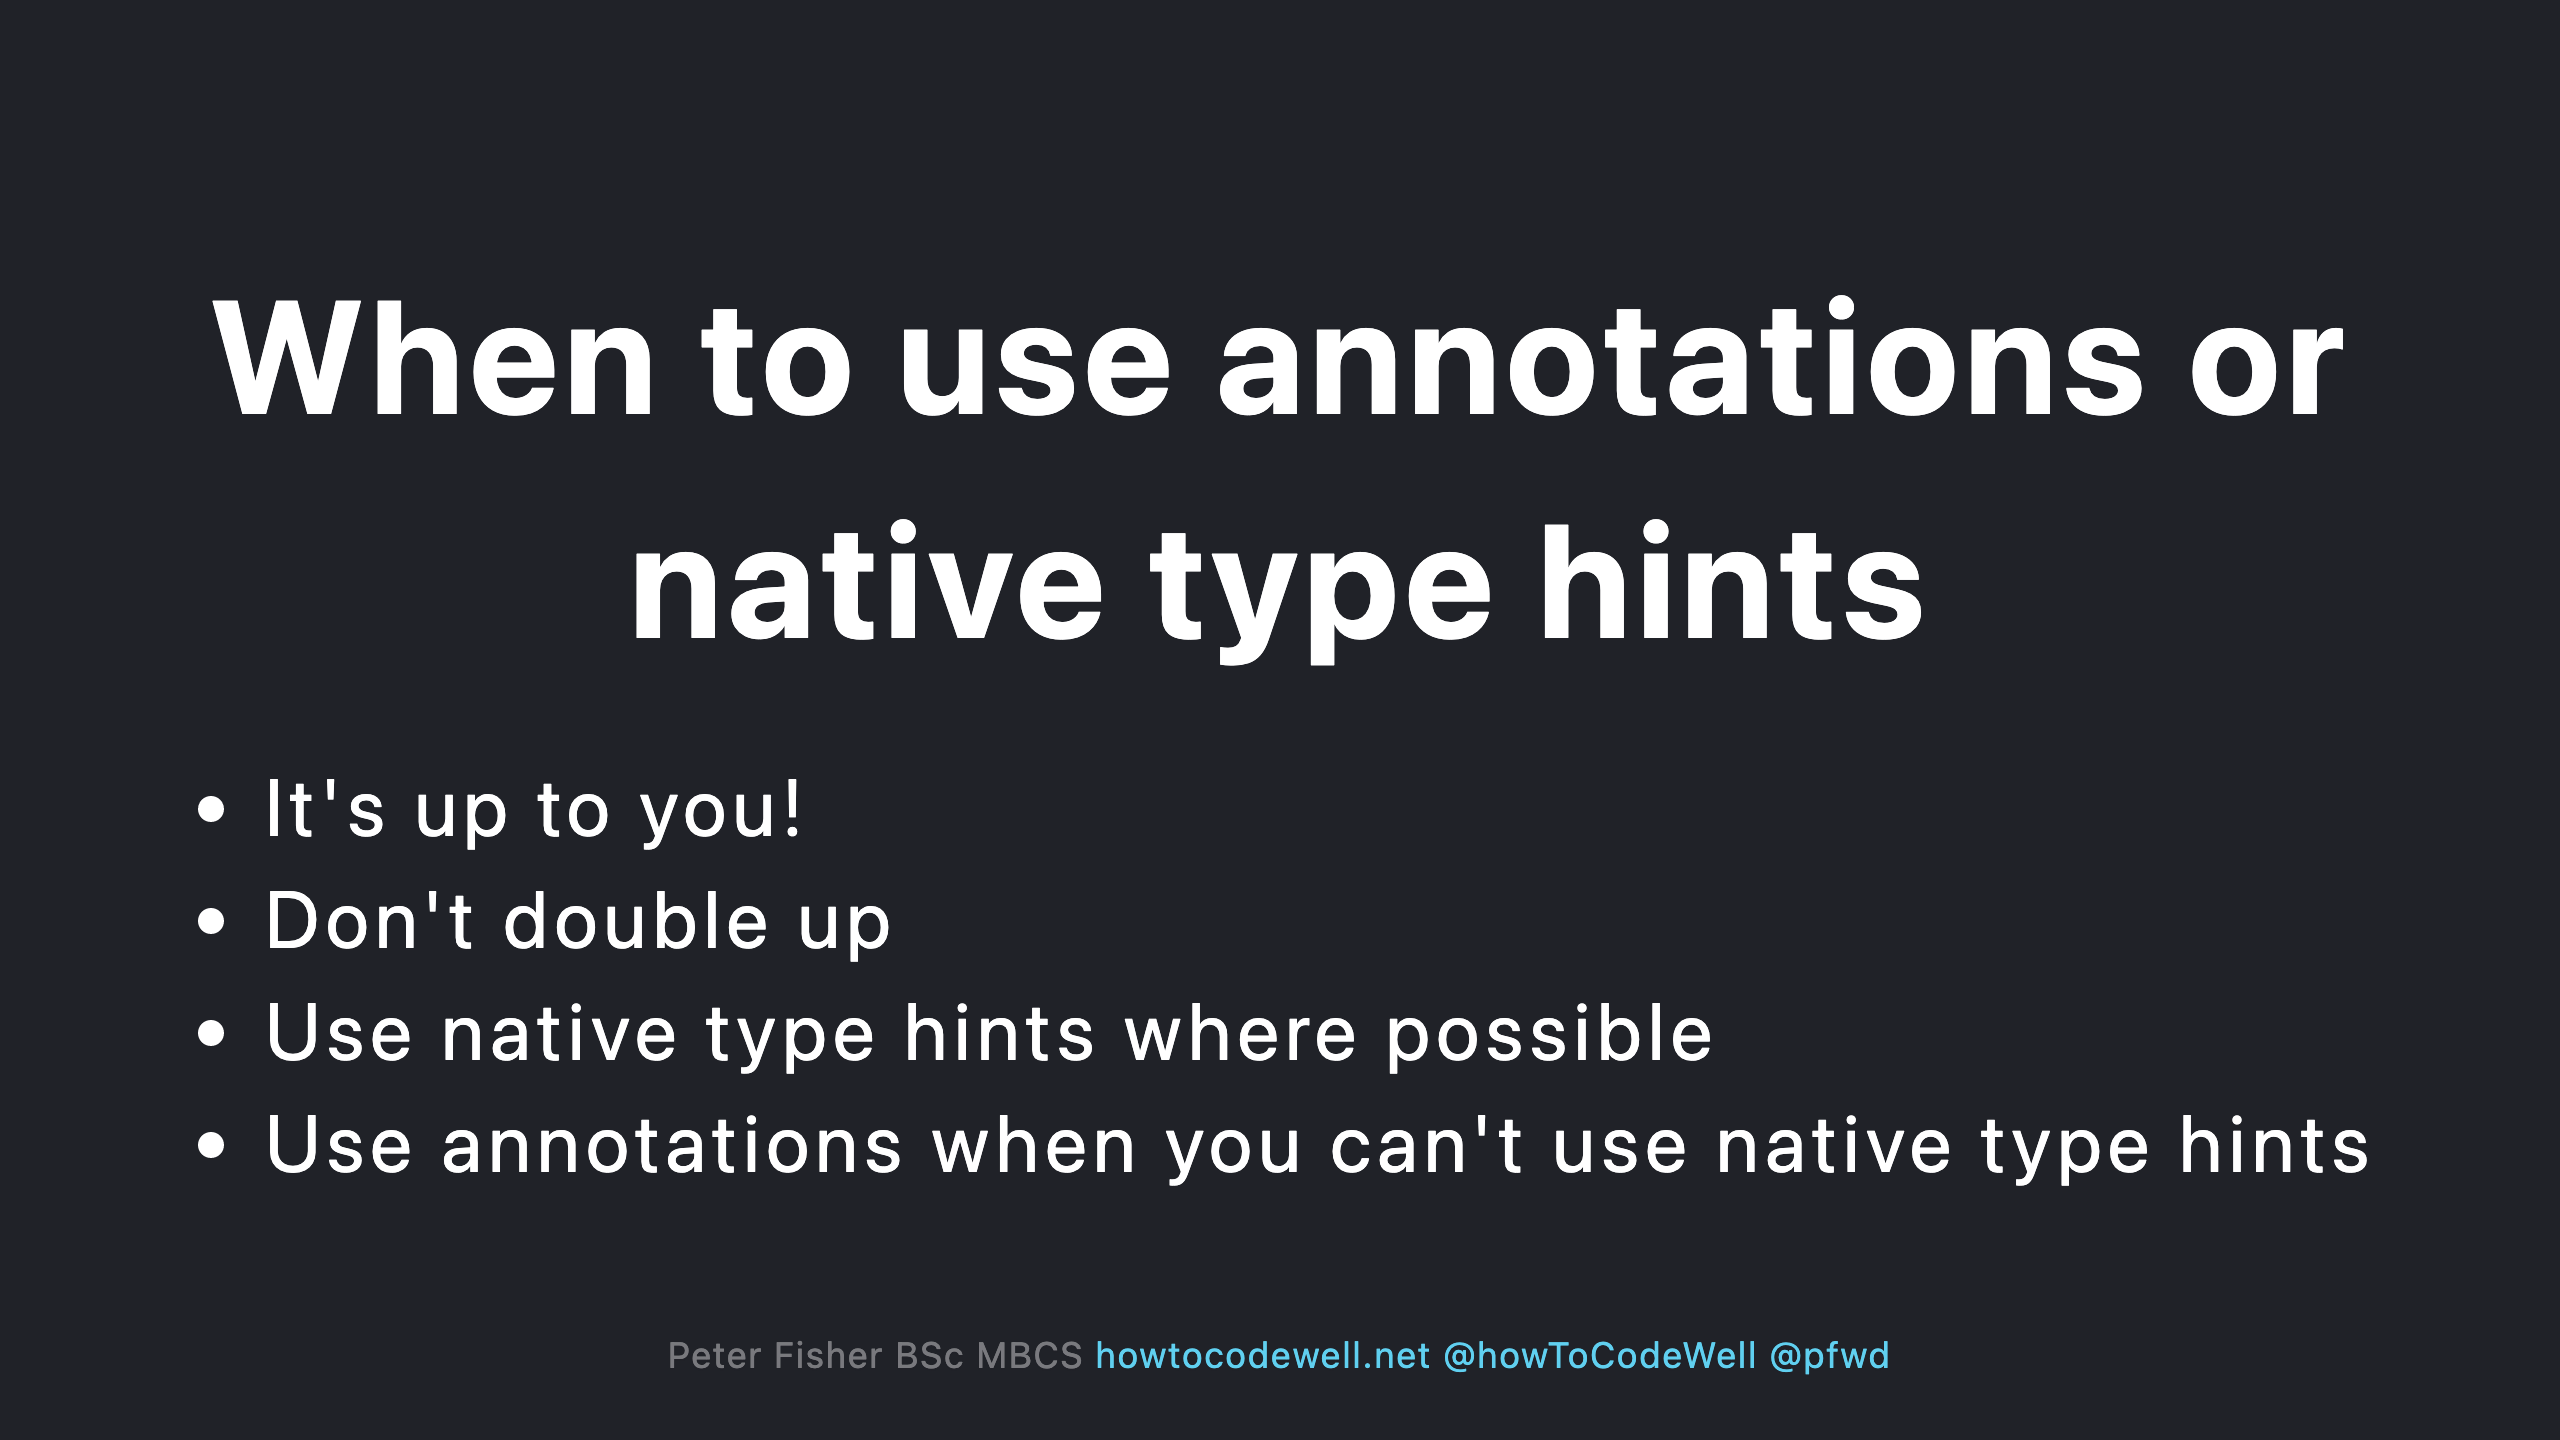 When to use annotations or
native type hints
• It's up to you!
• Don't double up
• Use native type hints where possible
• Use annotations when you can't use native type hints
Peter Fisher BSc MBCS howtocodewell.net @howToCodeWell @pfwd